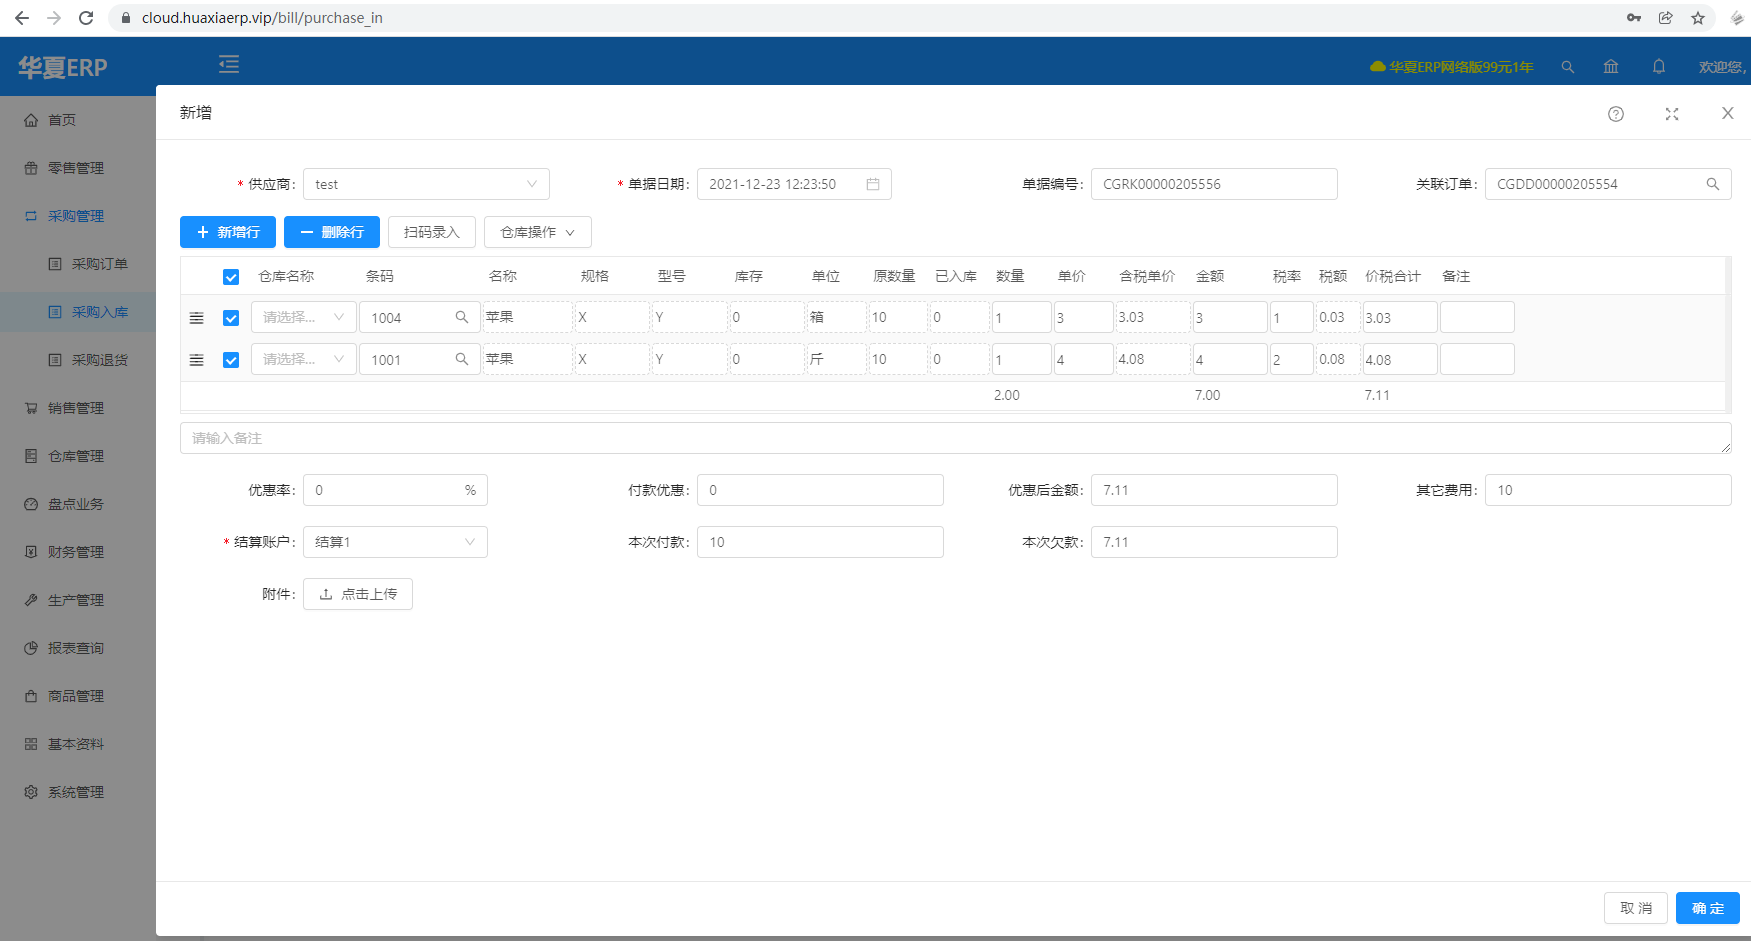 cloud.huaxiaerp.vip/bill/purchase_in
华夏ERP
华夏ERP网络版99元1年
欢迎您,
首页
零售管理
采购管理
采购订单
采购入库
采购退货
销售管理
仓库管理
盘点业务
财务管理
生产管理
报表查询
商品管理
基本资料
系统管理
新增
* 供应商: test
* 单据日期: 2021-12-23 12:23:50
单据编号: CGRK00000205556
关联订单: CGDD00000205554
新增行 删除行 扫码录入 仓库操作
仓库名称 条码 名称 规格 型号 库存 单位 原数量 已入库 数量 单价 含税单价 金额 税率 税额 价税合计 备注
请选择... 1004 苹果 X Y 0 箱 10 0 1 3 3.03 3 1 0.03 3.03
请选择... 1001 苹果 X Y 0 斤 10 0 1 4 4.08 4 2 0.08 4.08
2.00 7.00 7.11
请输入备注
优惠率: 0 % 付款优惠: 0 优惠后金额: 7.11 其它费用: 10
* 结算账户: 结算1 本次付款: 10 本次欠款: 7.11
附件: 点击上传
取 消 确 定